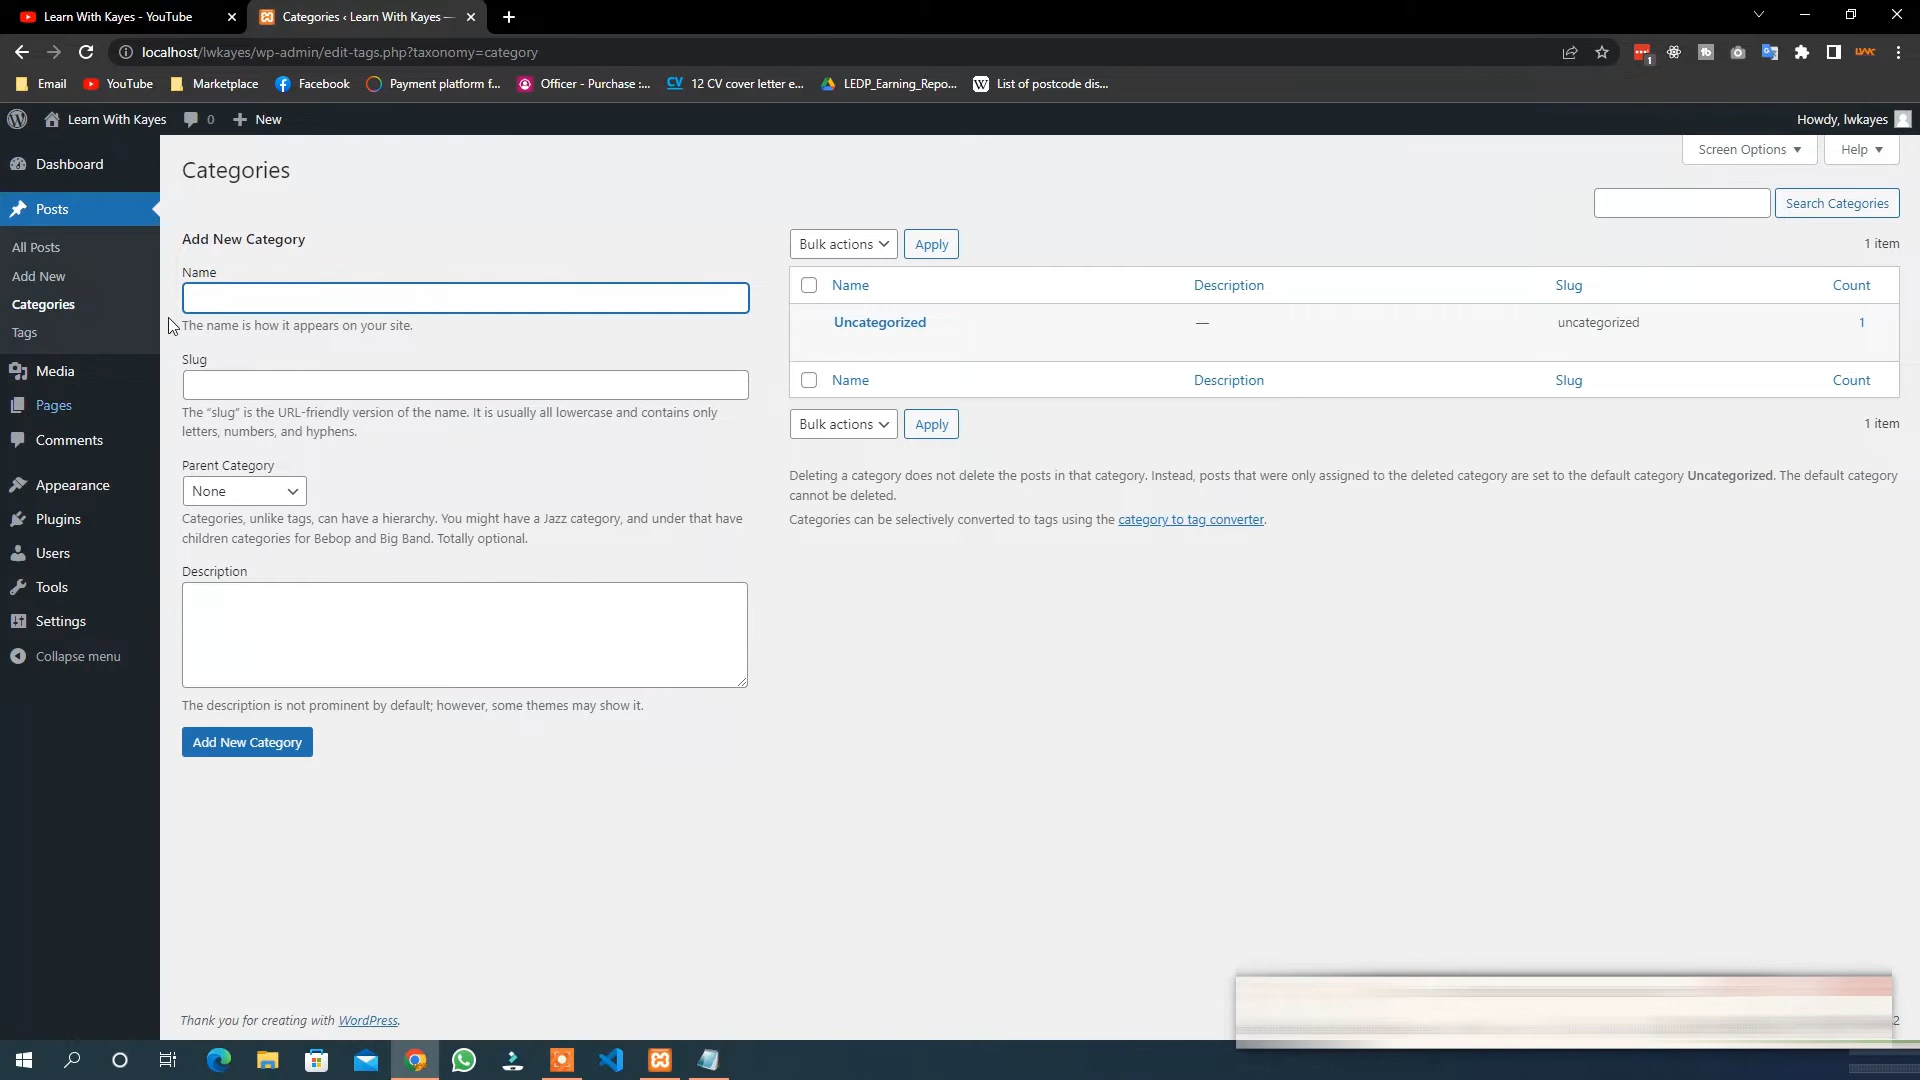 Learn With Kayes - YouTube
Categories ‹ Learn With Kayes —
localhost/lwkayes/wp-admin/edit-tags.php?taxonomy=category
1
Email
YouTube
Marketplace
Facebook
Payment platform f...
Officer - Purchase :...
CV
12 CV cover letter e...
LEDP_Earning_Repo...
W
List of postcode dis...
Learn With Kayes
0
New
Howdy, lwkayes
Dashboard
Posts
All Posts
Add New
Categories
Tags
Media
Pages
Comments
Appearance
Plugins
Users
Tools
Settings
Collapse menu
Categories
Screen Options
Help
Search Categories
Add New Category
Name
The name is how it appears on your site.
Slug
The “slug” is the URL-friendly version of the name. It is usually all lowercase and contains only
letters, numbers, and hyphens.
Parent Category
None
Categories, unlike tags, can have a hierarchy. You might have a Jazz category, and under that have
children categories for Bebop and Big Band. Totally optional.
Description
The description is not prominent by default; however, some themes may show it.
Add New Category
Bulk actions
Apply
1 item
Name Description Slug Count
Uncategorized — uncategorized 1
Name Description Slug Count
Bulk actions
Apply
1 item
Deleting a category does not delete the posts in that category. Instead, posts that were only assigned to the deleted category are set to the default category Uncategorized. The default category
cannot be deleted.
Categories can be selectively converted to tags using the category to tag converter.
Thank you for creating with WordPress.
2